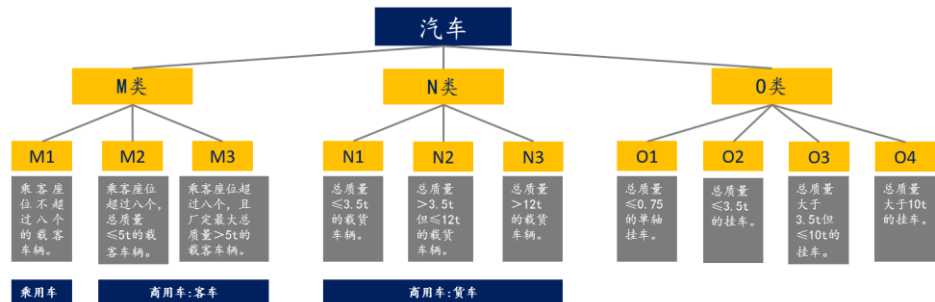 汽车
M类
N类
O类
M1
M2
M3
N1
N2
N3
O1
O2
O3
O4
乘客座
位不超
过八个
的载客
车辆。
乘客座位
超过八个,
总质量
≤5t的载
客车辆。
乘客座位超
过八个，且
厂定最大总
质量>5t的
载客车辆。
总质量
≤3.5t
的载货
车辆。
总质量
>3.5t
但≤12t
的载货
车辆。
总质量
>12t
的载货
车辆。
总质量
≤0.75
的单轴
挂车。
总质量
≤3.5t
的挂车。
总质量
大于
3.5t但
≤10t的
挂车。
总质量
大于10t
的挂车。
乘用车
商用车:客车
商用车:货车